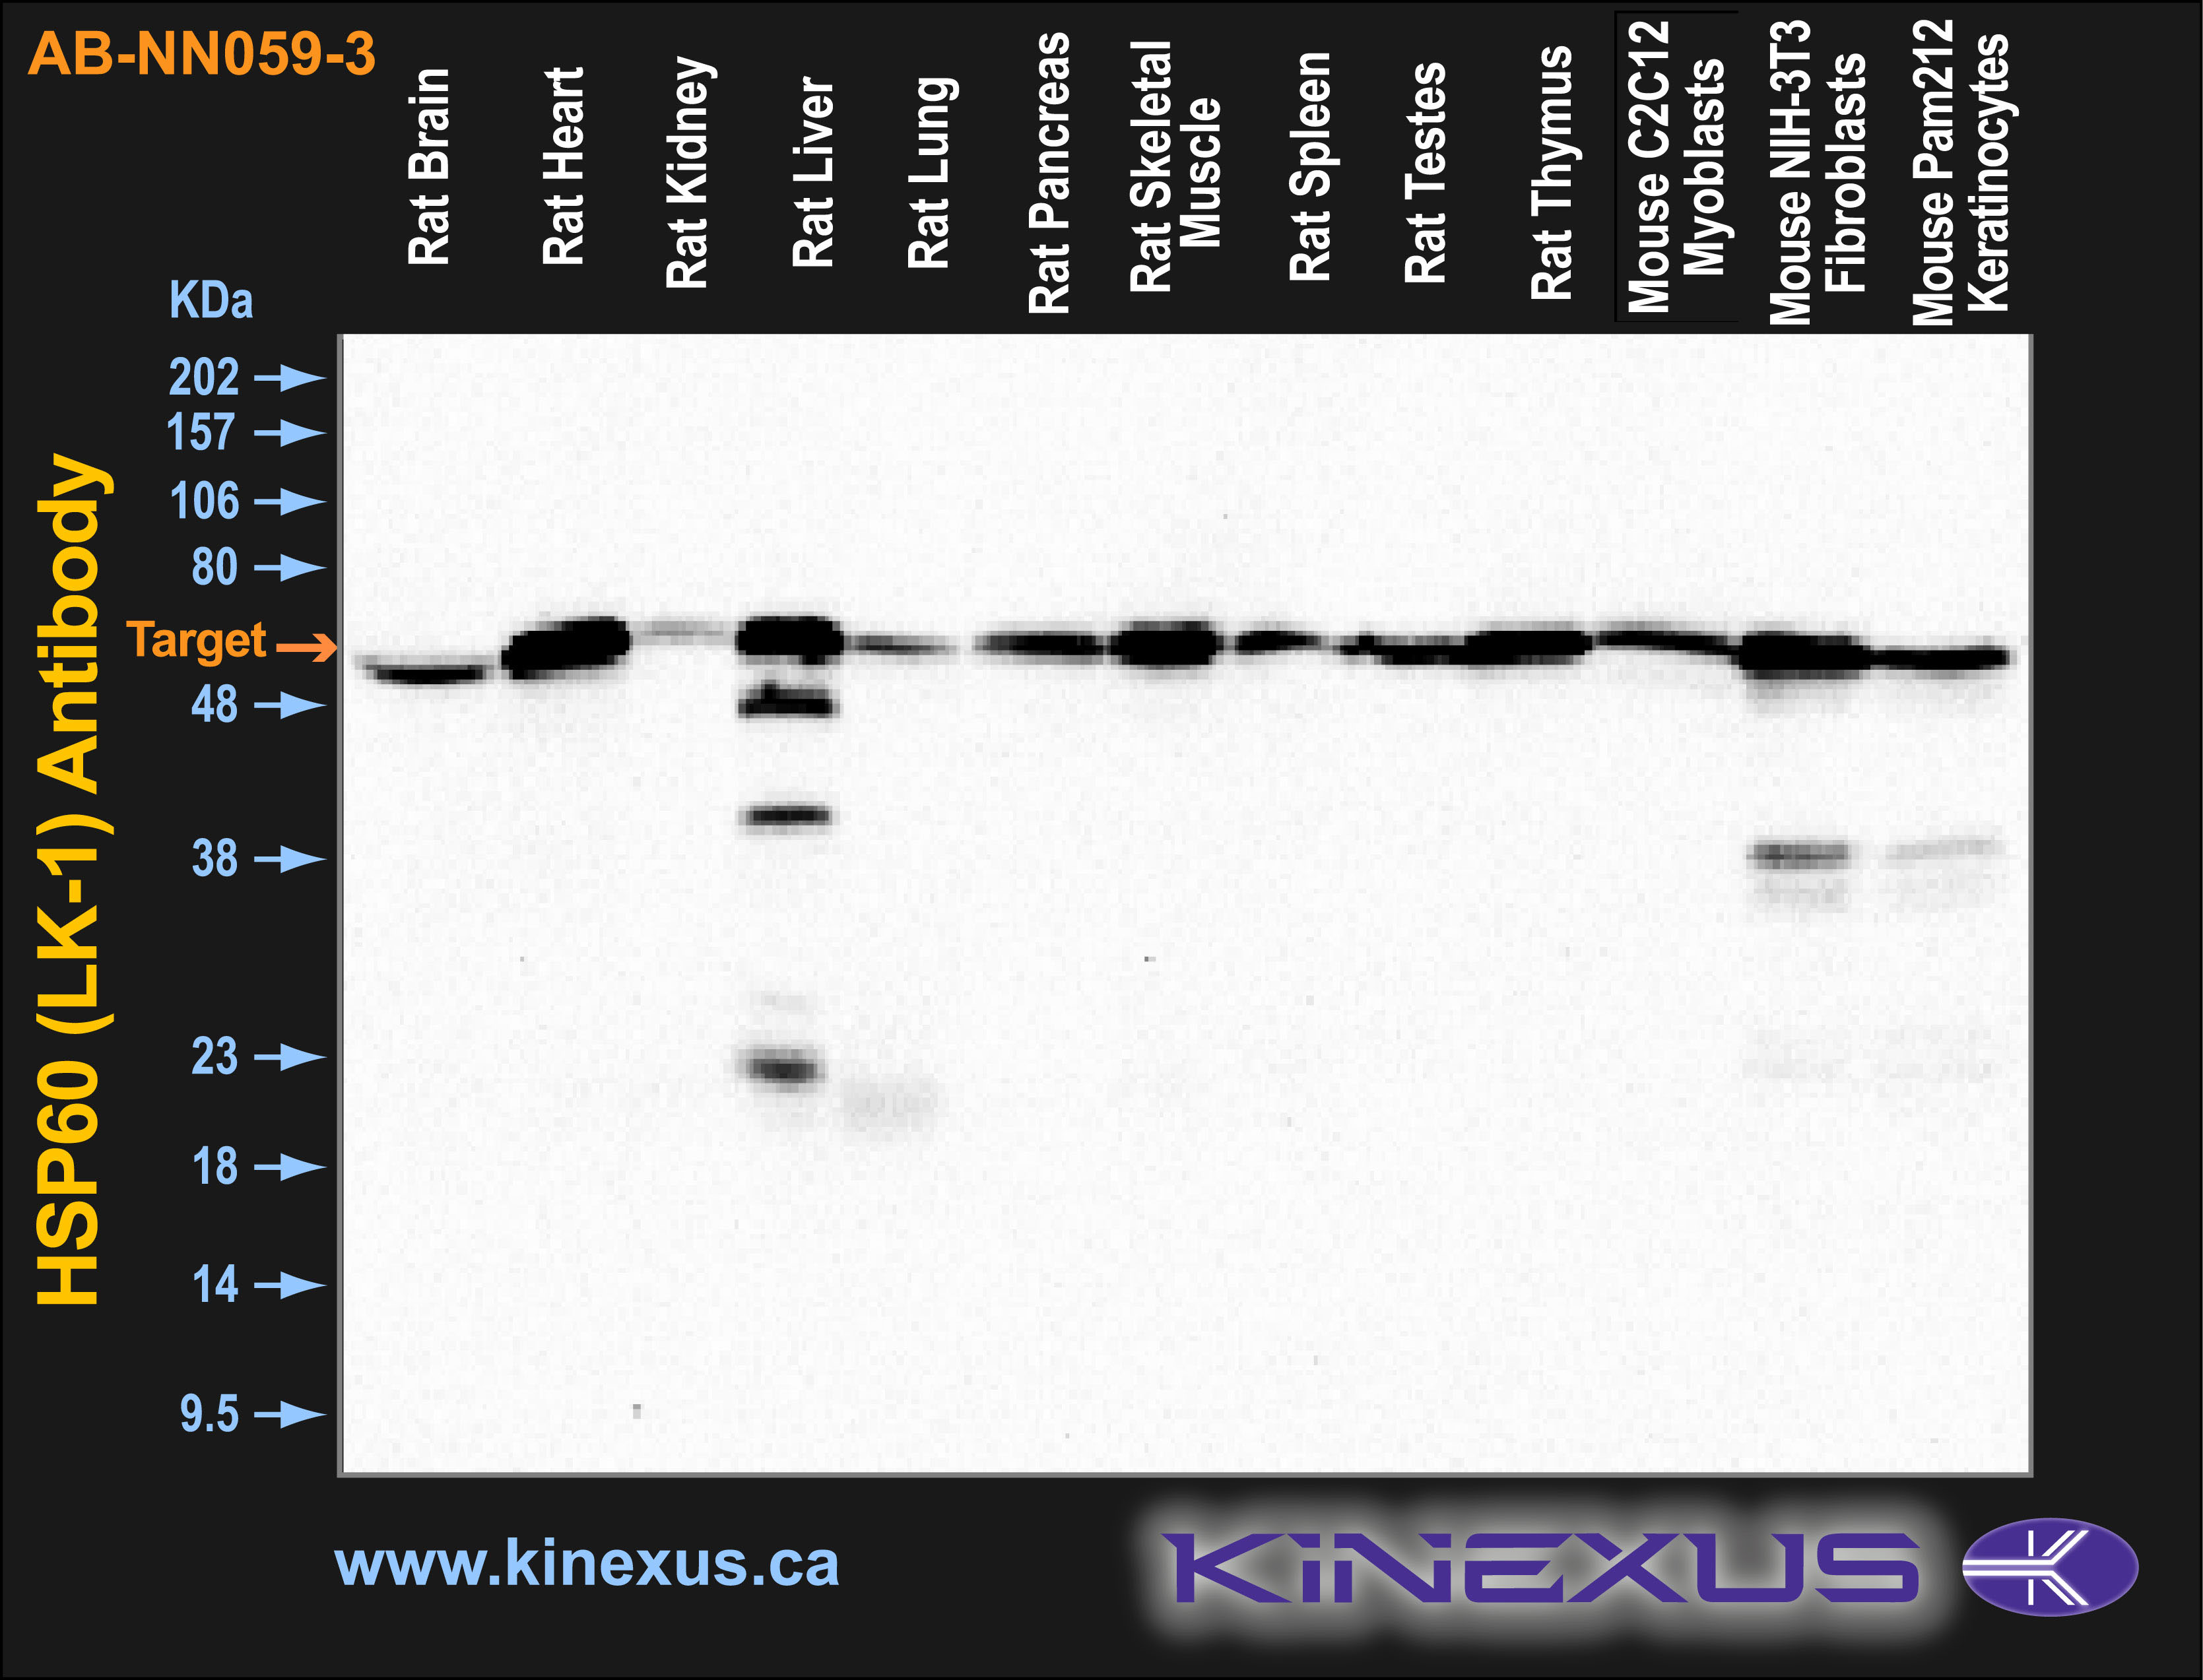 AB-NN059-3
Rat Brain
Rat Heart
Rat Kidney
Rat Liver
Rat Lung
Rat Pancreas
Rat Skeletal
Muscle
Rat Spleen
Rat Testes
Rat Thymus
Mouse C2C12
Myoblasts
Mouse NIH-3T3
Fibroblasts
Mouse Pam212
Keratinocytes
KDa
202
157
106
80
Target
48
38
23
18
14
9.5
HSP60 (LK-1) Antibody
www.kinexus.ca
KiNEXUS